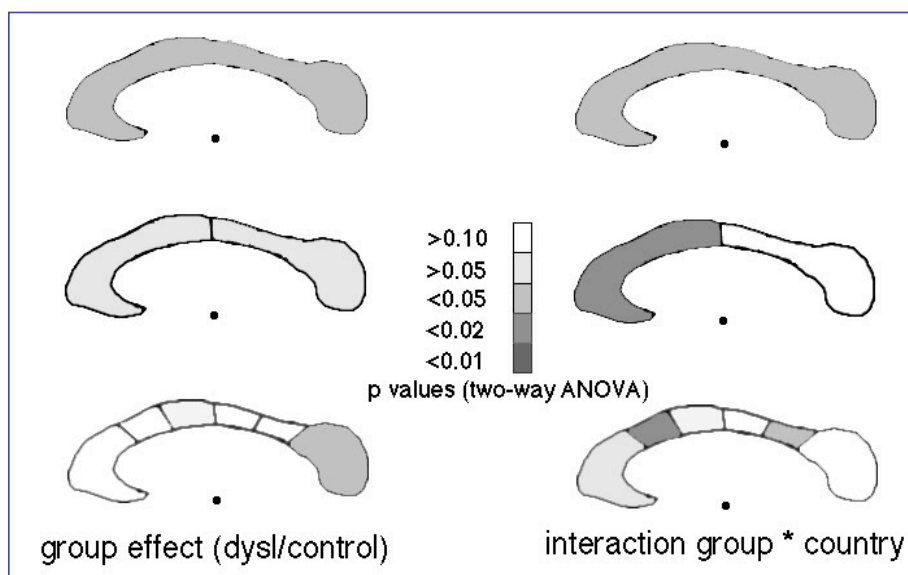 >0.10
>0.05
<0.05
<0.02
<0.01
p values (two-way ANOVA)
group effect (dysl/control)
interaction group * country